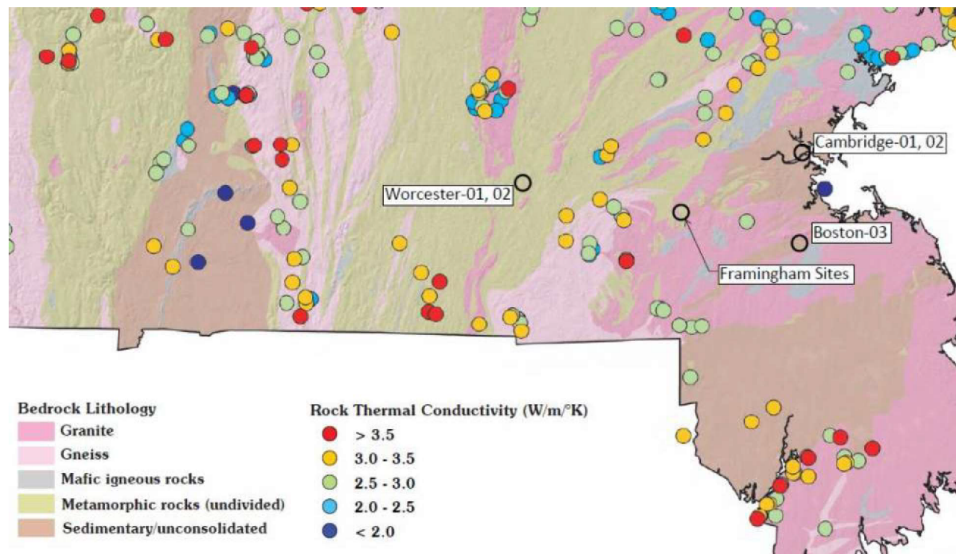 Cambridge-01, 02
Worcester-01, 02
Boston-03
Framingham Sites
Bedrock Lithology
Granite
Gneiss
Mafic igneous rocks
Metamorphic rocks (undivided)
Sedimentary/unconsolidated
Rock Thermal Conductivity (W/m/°K)
> 3.5
3.0 - 3.5
2.5 - 3.0
2.0 - 2.5
< 2.0